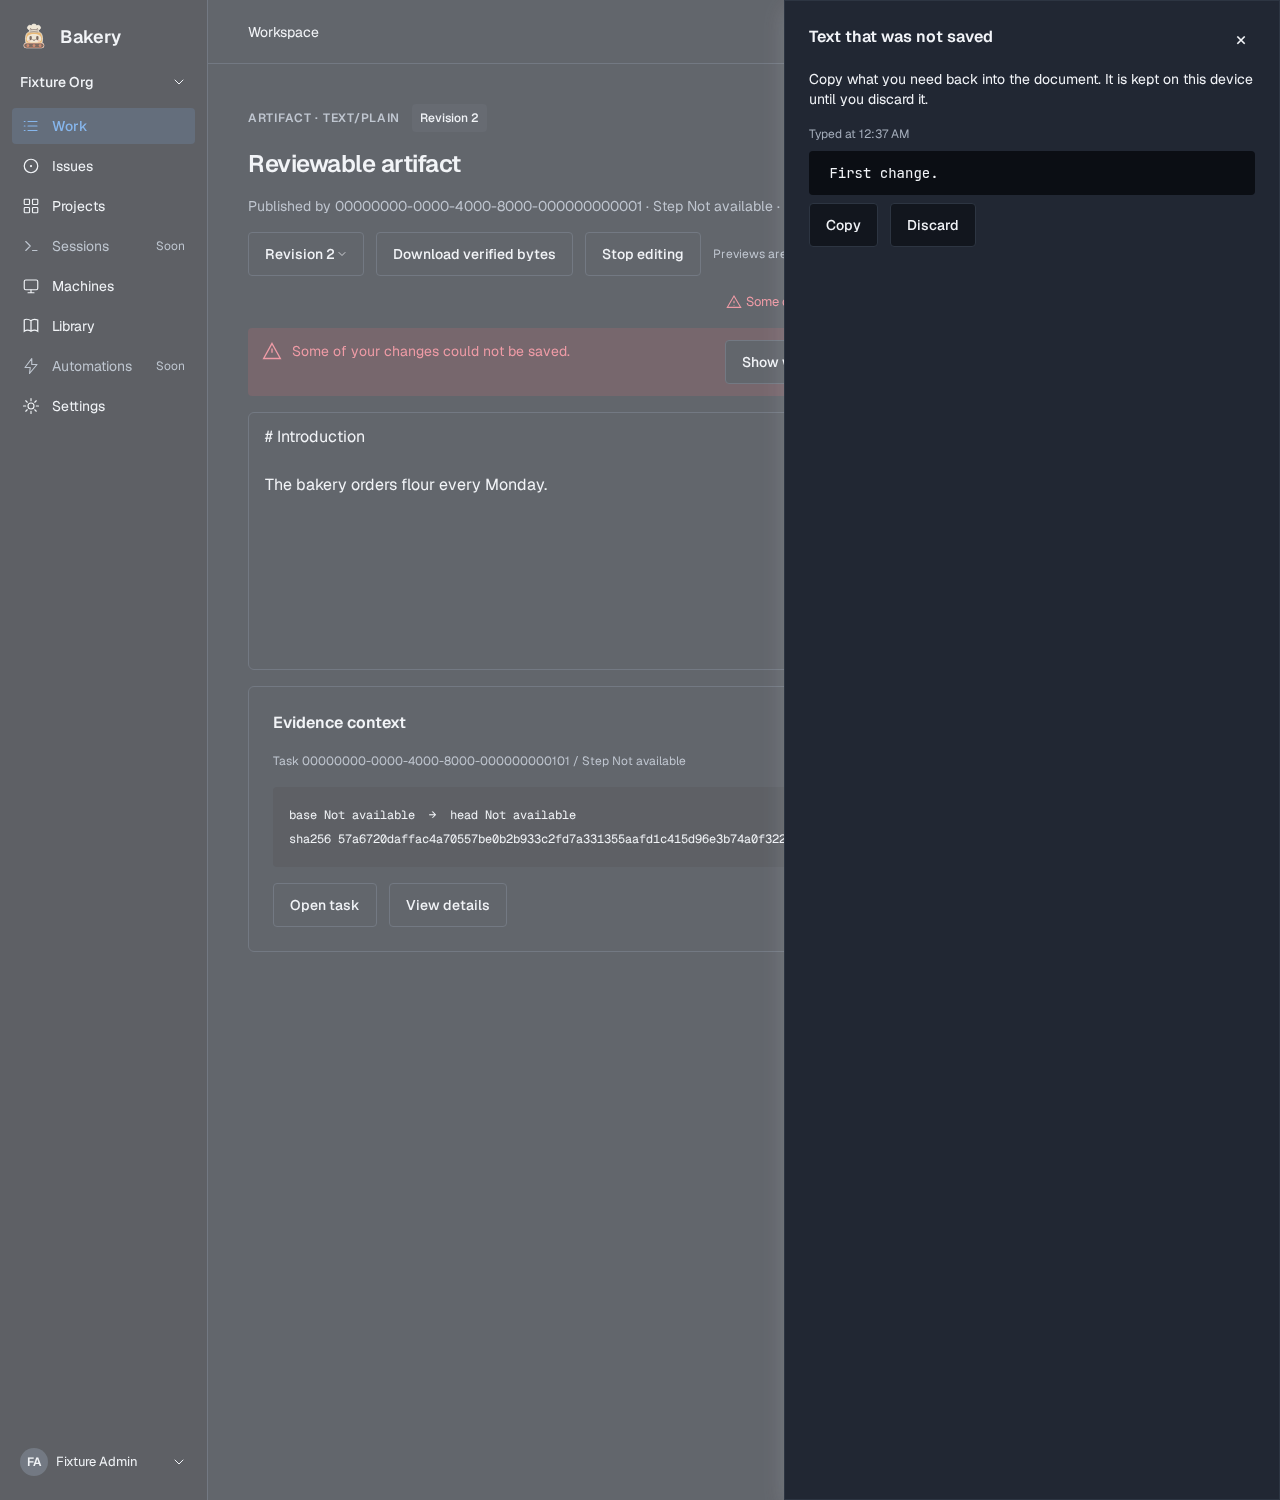 Bakery
Fixture Org
Work
Issues
Projects
Sessions Soon
Machines
Library
Automations Soon
Settings
FA Fixture Admin
Workspace
ARTIFACT · TEXT/PLAIN Revision 2
Reviewable artifact
Published by 00000000-0000-4000-8000-000000000001 · Step Not available ·
Revision 2 Download verified bytes Stop editing Previews are
Some
Some of your changes could not be saved. Show
# Introduction
The bakery orders flour every Monday.
Evidence context
Task 00000000-0000-4000-8000-000000000101 / Step Not available
base Not available → head Not available
sha256 57a6720daffac4a70557be0b2b933c2fd7a331355aafd1c415d96e3b74a0f322
Open task View details
Text that was not saved
Copy what you need back into the document. It is kept on this device
until you discard it.
Typed at 12:37 AM
First change.
Copy Discard